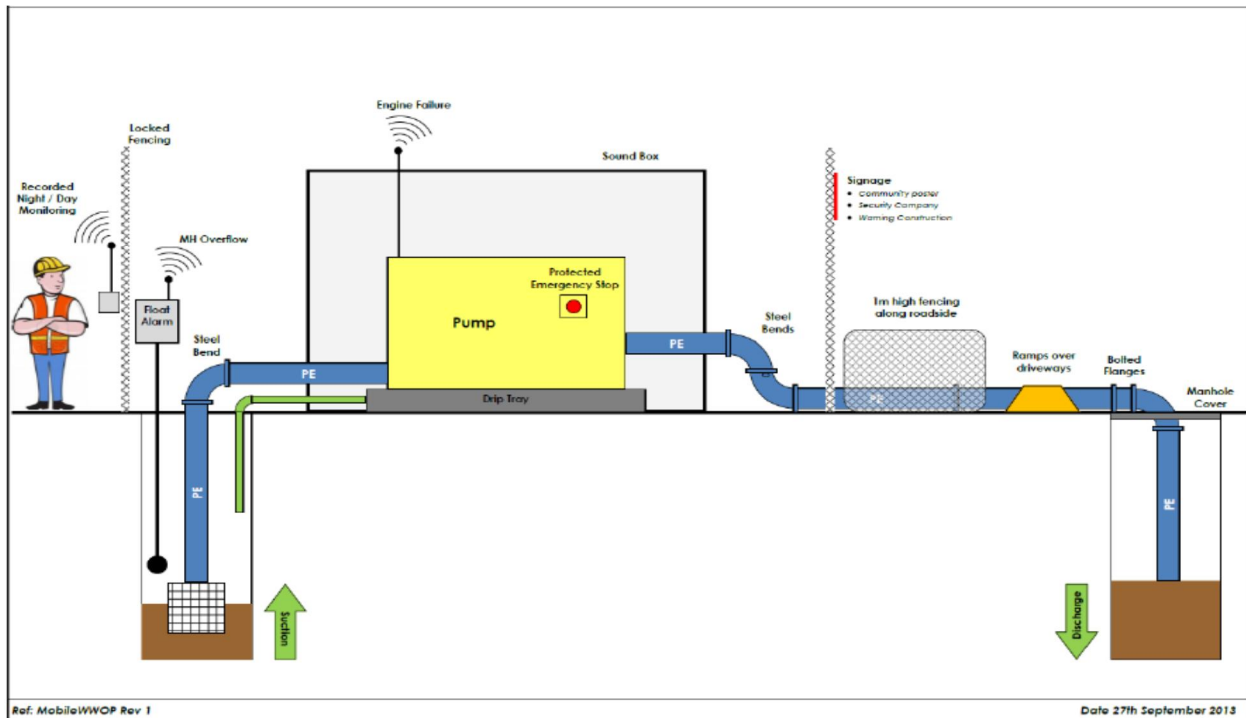 Engine Failure
Locked
Fencing
Sound Box
Recorded
Night / Day
Monitoring
MH Overflow
Signage
• Community poster
• Security Company
• Warning Construction
Float
Alarm
Protected
Emergency Stop
Pump
Steel
Bend
PE
PE
Steel
Bends
1m high fencing
along roadside
Ramps over
driveways
Bolted
Flanges
Manhole
Cover
Drip Tray
PE
PE
PE
Suction
Discharge
Ref: MobileWWOP Rev 1
Date 27th September 2013